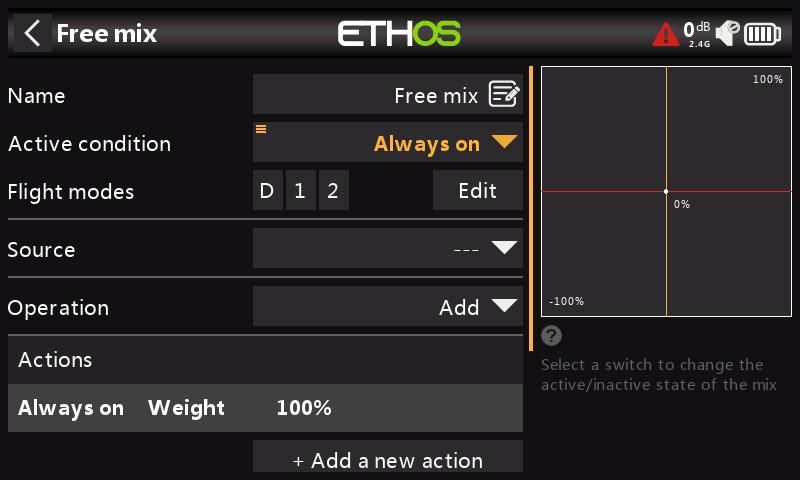 Free mix
ETHOS
0dB
2.4G
Name
Free mix
Active condition
Always on
Flight modes
D 1 2
Edit
Source
---
Operation
Add
Actions
Always on Weight 100%
+ Add a new action
100%
0%
-100%
?
Select a switch to change the
active/inactive state of the mix